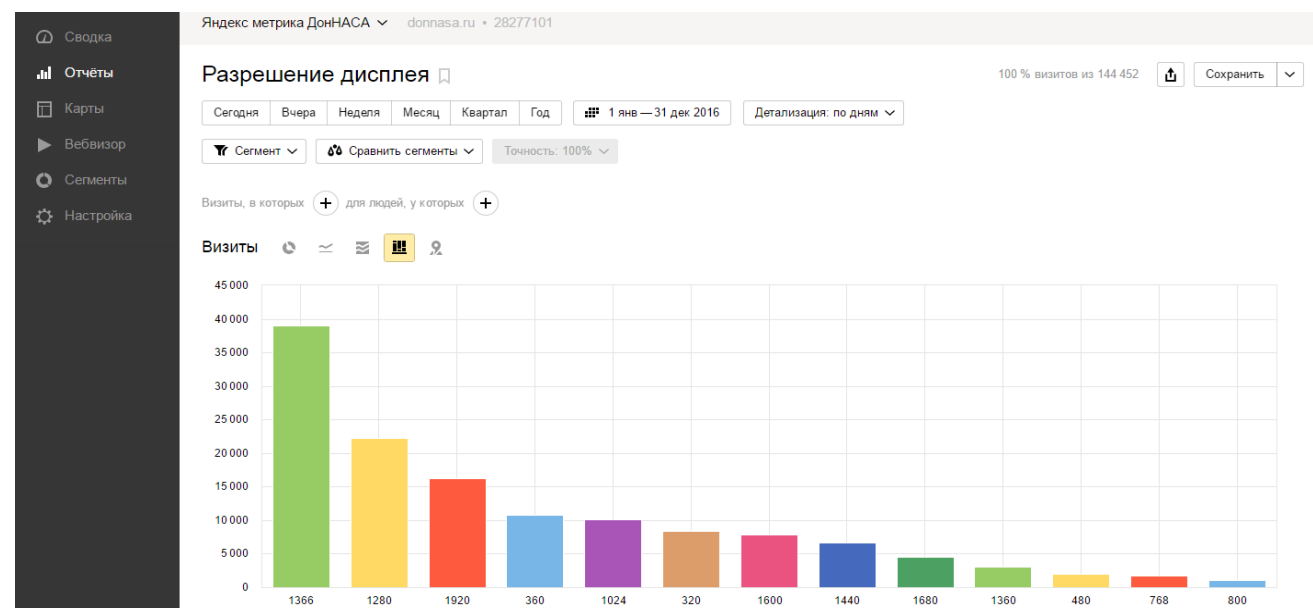 Яндекс метрика ДонНАСА donnasa.ru • 28277101
Сводка
Отчёты
Карты
Вебвизор
Сегменты
Настройка
Разрешение дисплея
100 % визитов из 144 452
Сохранить
Сегодня Вчера Неделя Месяц Квартал Год 1 янв — 31 дек 2016 Детализация: по дням
Сегмент Сравнить сегменты Точность: 100%
Визиты, в которых + для людей, у которых +
Визиты
45 000
40 000
35 000
30 000
25 000
20 000
15 000
10 000
5 000
0
1366 1280 1920 360 1024 320 1600 1440 1680 1360 480 768 800